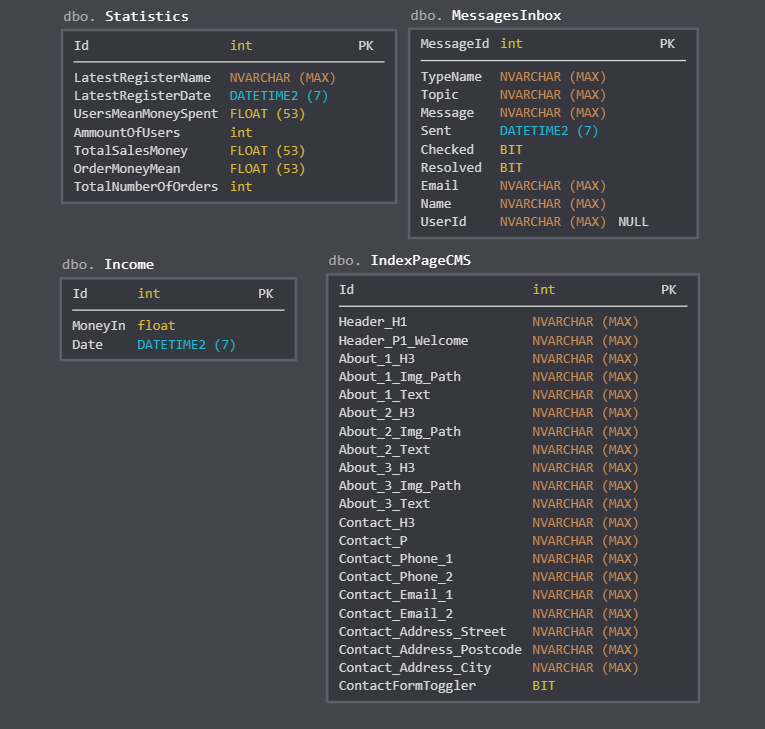 dbo. Statistics
Id int PK
LatestRegisterName NVARCHAR (MAX)
LatestRegisterDate DATETIME2 (7)
UsersMeanMoneySpent FLOAT (53)
AmmountOfUsers int
TotalSalesMoney FLOAT (53)
OrderMoneyMean FLOAT (53)
TotalNumberOfOrders int
dbo. MessagesInbox
MessageId int PK
TypeName NVARCHAR (MAX)
Topic NVARCHAR (MAX)
Message NVARCHAR (MAX)
Sent DATETIME2 (7)
Checked BIT
Resolved BIT
Email NVARCHAR (MAX)
Name NVARCHAR (MAX)
UserId NVARCHAR (MAX) NULL
dbo. Income
Id int PK
MoneyIn float
Date DATETIME2 (7)
dbo. IndexPageCMS
Id int PK
Header_H1 NVARCHAR (MAX)
Header_P1_Welcome NVARCHAR (MAX)
About_1_H3 NVARCHAR (MAX)
About_1_Img_Path NVARCHAR (MAX)
About_1_Text NVARCHAR (MAX)
About_2_H3 NVARCHAR (MAX)
About_2_Img_Path NVARCHAR (MAX)
About_2_Text NVARCHAR (MAX)
About_3_H3 NVARCHAR (MAX)
About_3_Img_Path NVARCHAR (MAX)
About_3_Text NVARCHAR (MAX)
Contact_H3 NVARCHAR (MAX)
Contact_P NVARCHAR (MAX)
Contact_Phone_1 NVARCHAR (MAX)
Contact_Phone_2 NVARCHAR (MAX)
Contact_Email_1 NVARCHAR (MAX)
Contact_Email_2 NVARCHAR (MAX)
Contact_Address_Street NVARCHAR (MAX)
Contact_Address_Postcode NVARCHAR (MAX)
Contact_Address_City NVARCHAR (MAX)
ContactFormToggler BIT